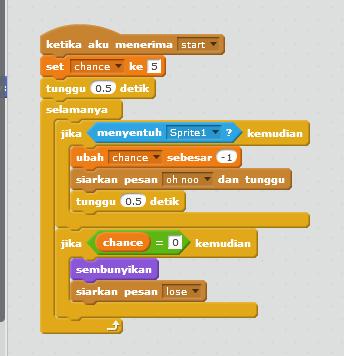 ketika aku menerima start
set chance ke 5
tunggu 0.5 detik
selamanya
jika menyentuh Sprite1 ? kemudian
ubah chance sebesar -1
siarkan pesan oh noo dan tunggu
tunggu 0.5 detik
jika chance = 0 kemudian
sembunyikan
siarkan pesan lose